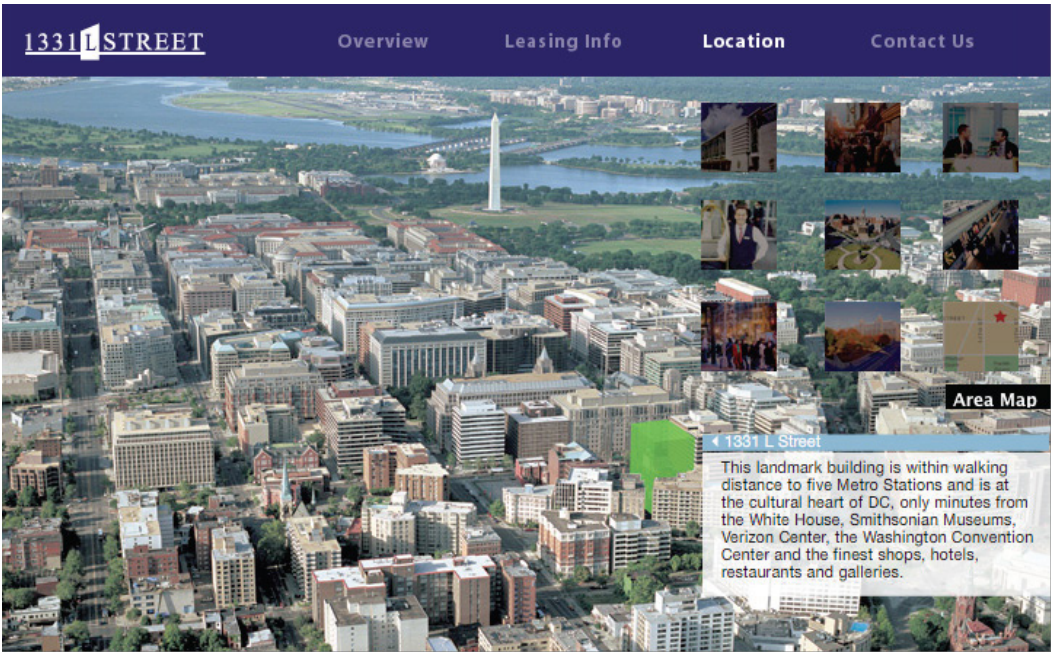 1331 L STREET
Overview
Leasing Info
Location
Contact Us
Area Map
1331 L Street
This landmark building is within walking
distance to five Metro Stations and is at
the cultural heart of DC, only minutes from
the White House, Smithsonian Museums,
Verizon Center, the Washington Convention
Center and the finest shops, hotels,
restaurants and galleries.